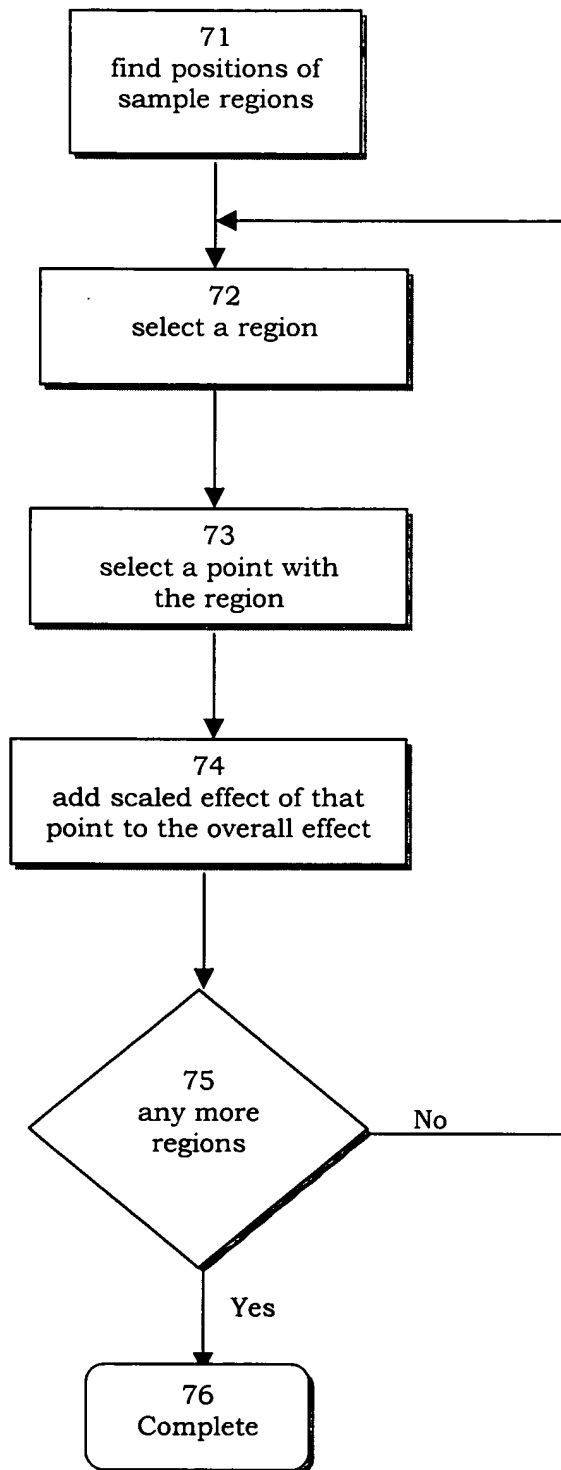 71
find positions of
sample regions
72
select a region
73
select a point with
the region
74
add scaled effect of that
point to the overall effect
75
any more
regions
No
Yes
76
Complete